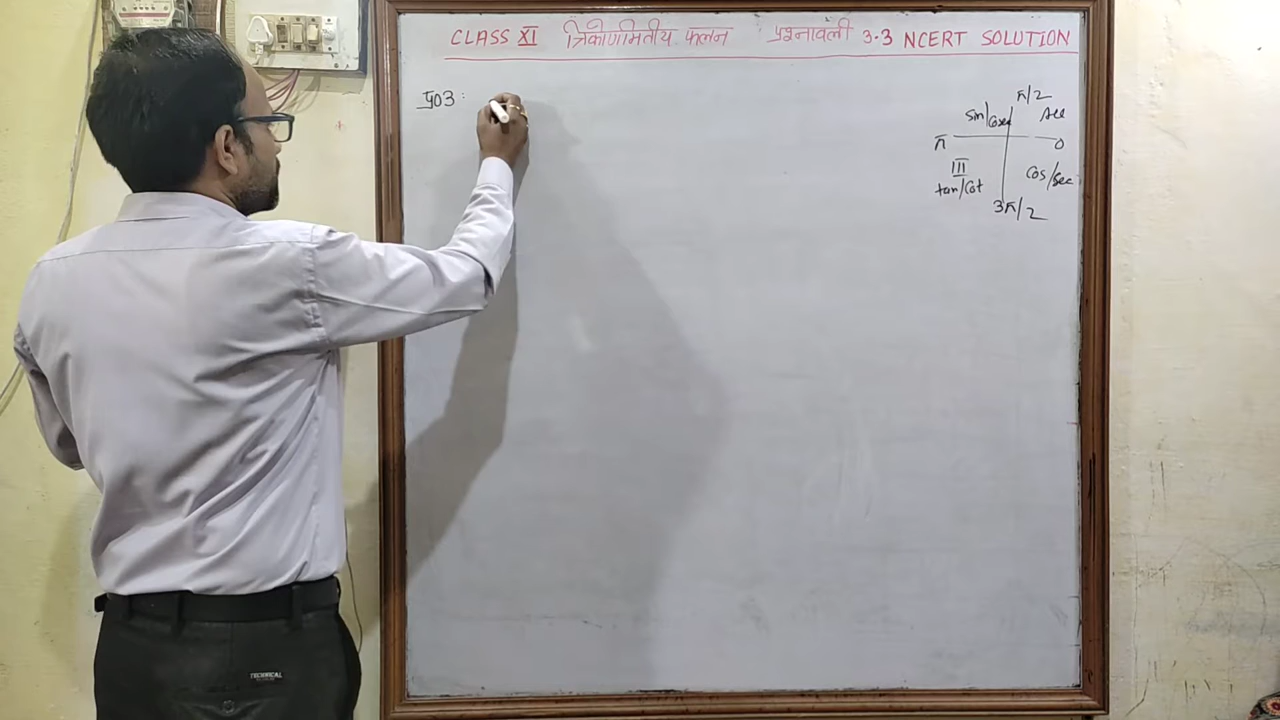 CLASS XI त्रिकोणमितीय फलन प्रश्नावली 3.3 NCERT SOLUTION
प्र03:
π/2
sin/cosec All
π 0
III cos/sec
tan/cot
3π/2
TECHNICAL